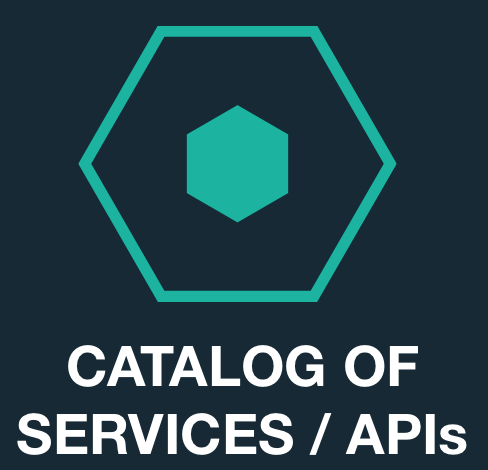 CATALOG OF
SERVICES / APIs